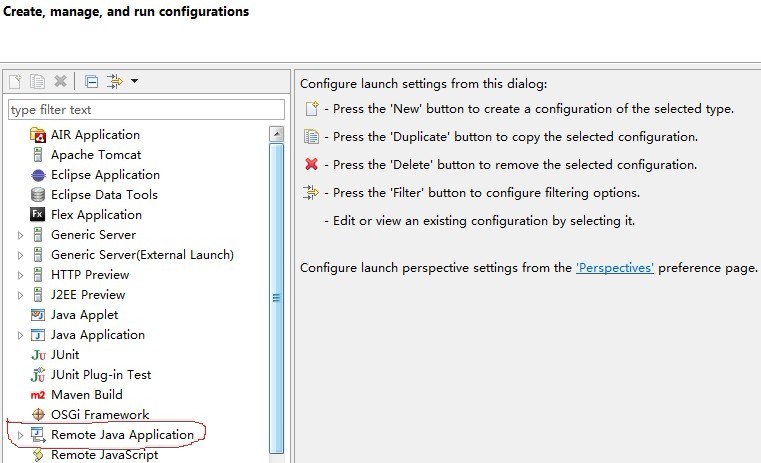 Create, manage, and run configurations
type filter text
AIR Application
Apache Tomcat
Eclipse Application
Eclipse Data Tools
Fx Flex Application
Generic Server
Generic Server(External Launch)
HTTP Preview
J2EE Preview
Java Applet
J Java Application
Ju JUnit
Ju JUnit Plug-in Test
m2 Maven Build
OSGi Framework
Remote Java Application
Remote JavaScript
Configure launch settings from this dialog:
- Press the 'New' button to create a configuration of the selected type.
- Press the 'Duplicate' button to copy the selected configuration.
- Press the 'Delete' button to remove the selected configuration.
- Press the 'Filter' button to configure filtering options.
- Edit or view an existing configuration by selecting it.
Configure launch perspective settings from the 'Perspectives' preference page.